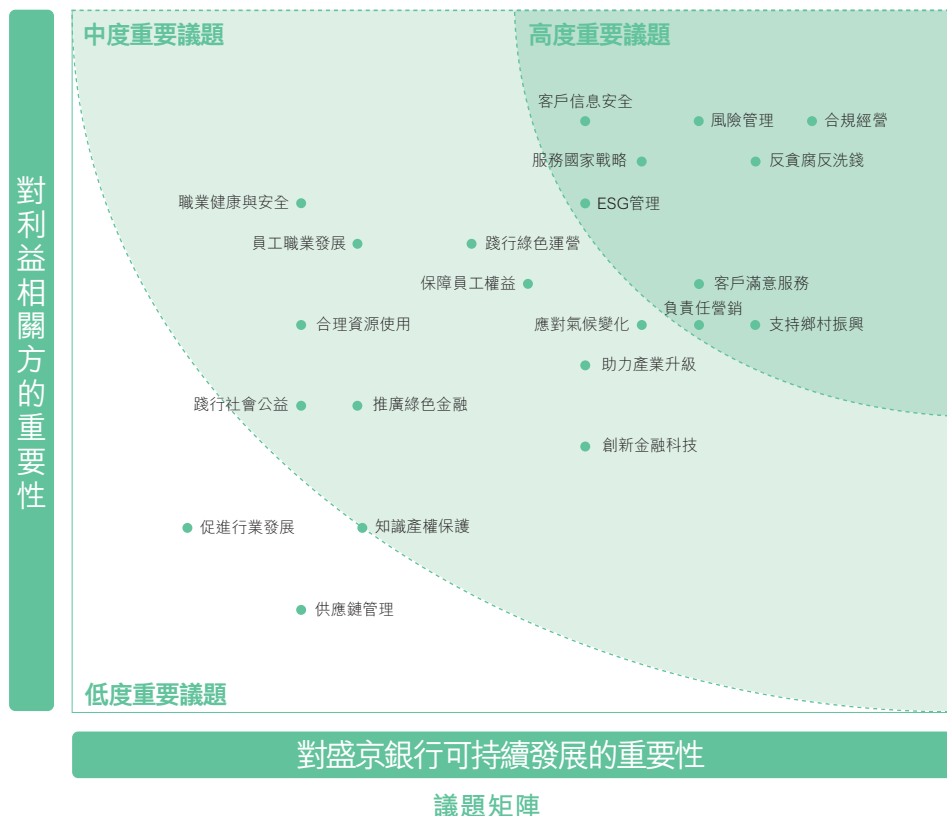 中度重要議題
高度重要議題
客戶信息安全
風險管理
合規經營
服務國家戰略
反貪腐反洗錢
職業健康與安全
ESG管理
員工職業發展
踐行綠色運營
保障員工權益
客戶滿意服務
負責任營銷
合理資源使用
應對氣候變化
支持鄉村振興
助力產業升級
踐行社會公益
推廣綠色金融
創新金融科技
促進行業發展
知識產權保護
供應鏈管理
低度重要議題
對利益相關方的重要性
對盛京銀行可持續發展的重要性
議題矩陣